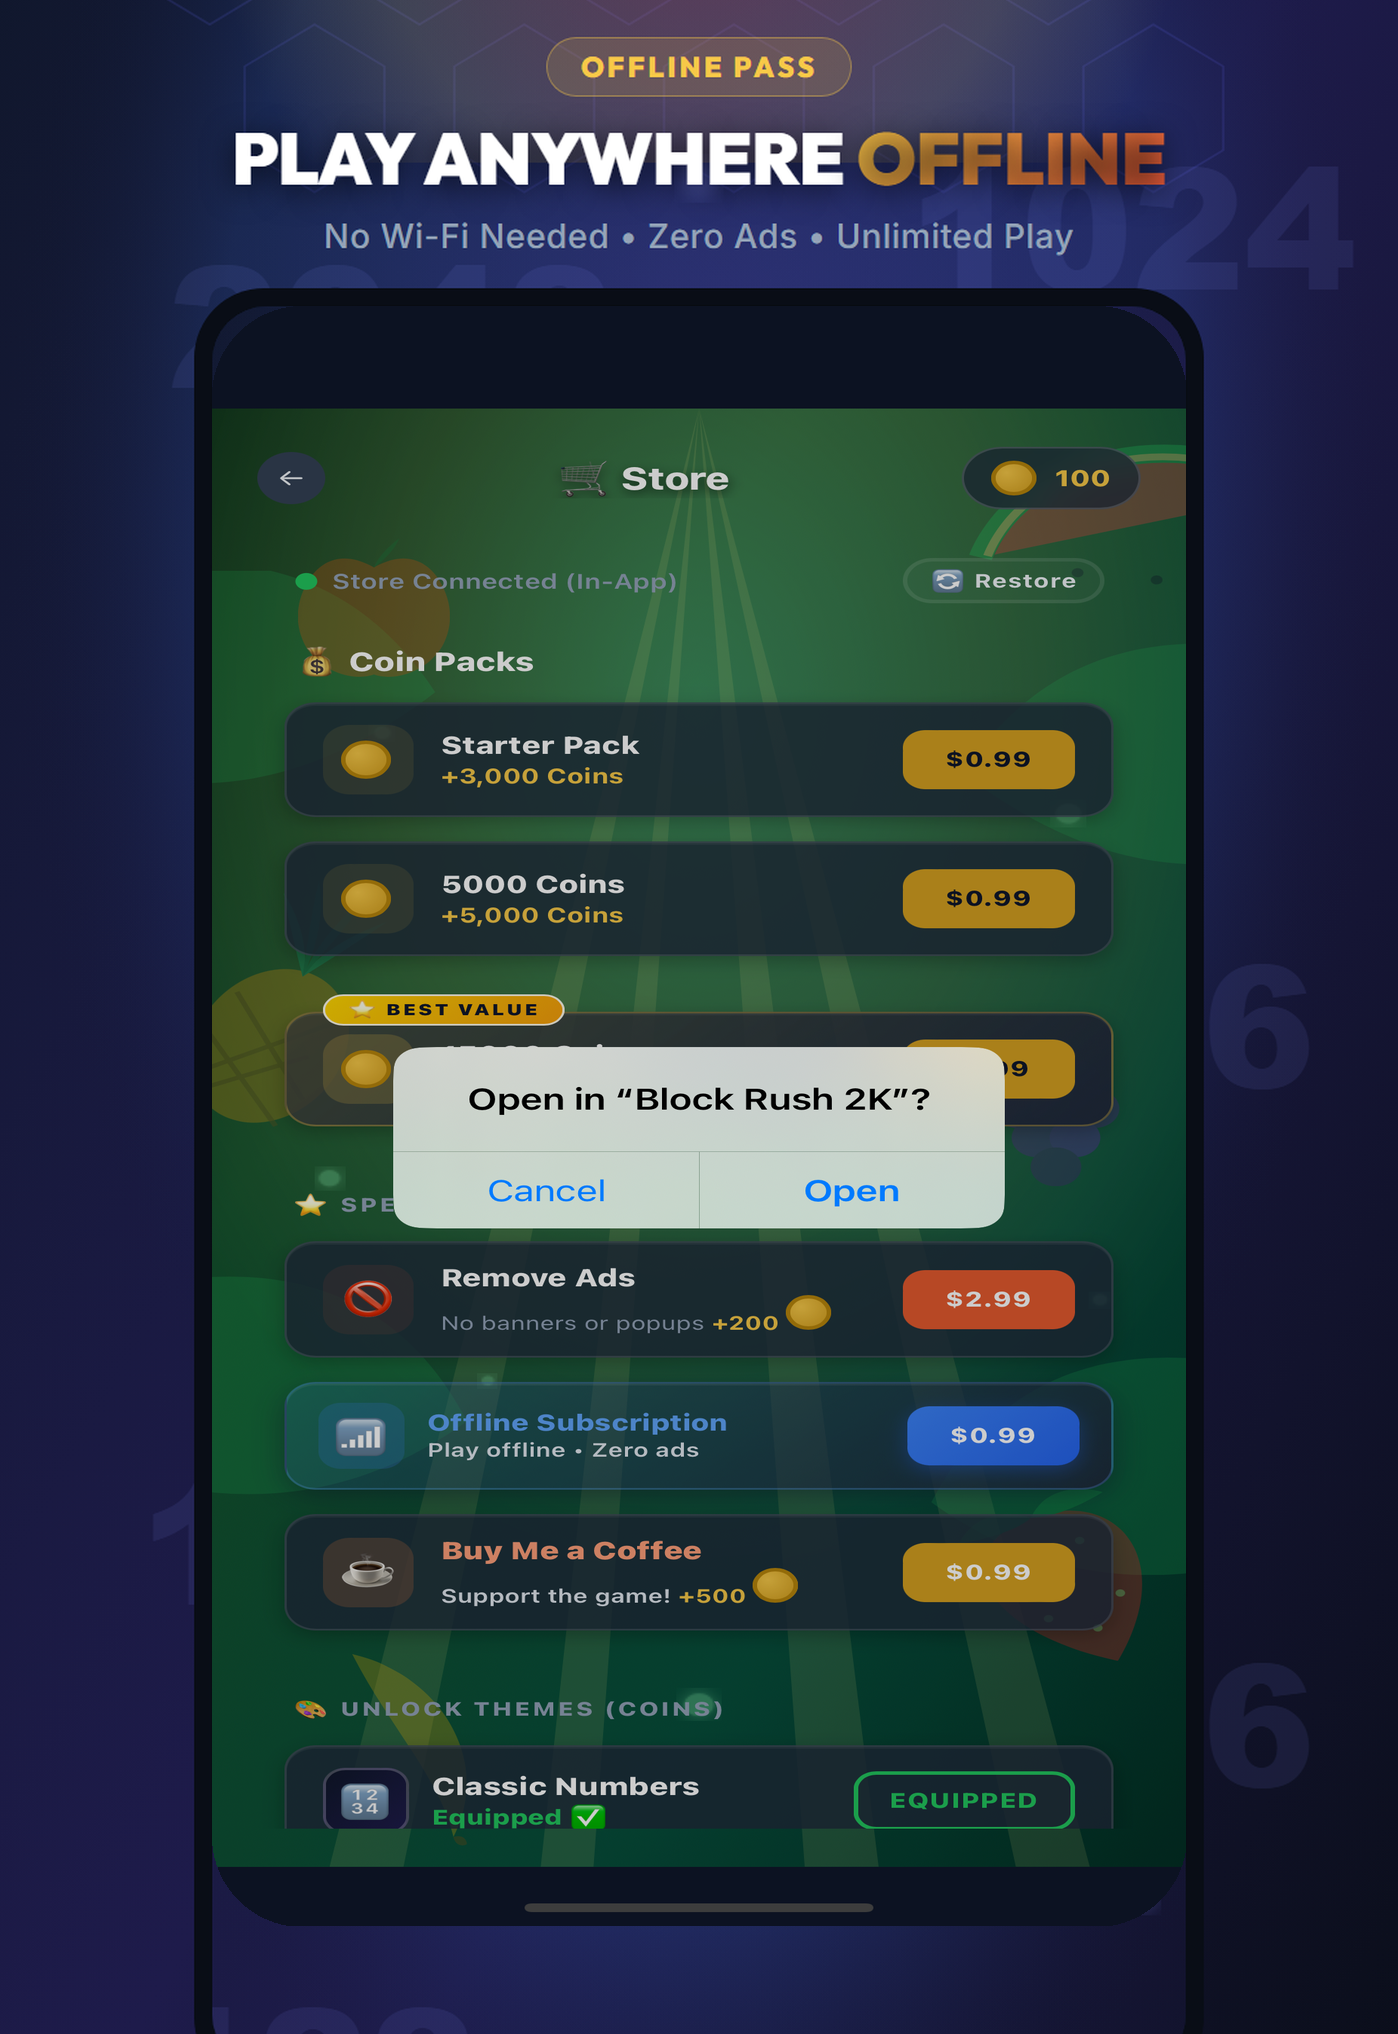 OFFLINE PASS
PLAY ANYWHERE OFFLINE
No Wi-Fi Needed • Zero Ads • Unlimited Play
1024
Store
100
Store Connected (In-App)
Restore
Coin Packs
Starter Pack
+3,000 Coins
$0.99
5000 Coins
+5,000 Coins
$0.99
BEST VALUE
Open in “Block Rush 2K”?
Cancel
Open
Remove Ads
No banners or popups +200
$2.99
Offline Subscription
Play offline • Zero ads
$0.99
Buy Me a Coffee
Support the game! +500
$0.99
UNLOCK THEMES (COINS)
1234
Classic Numbers
Equipped
EQUIPPED